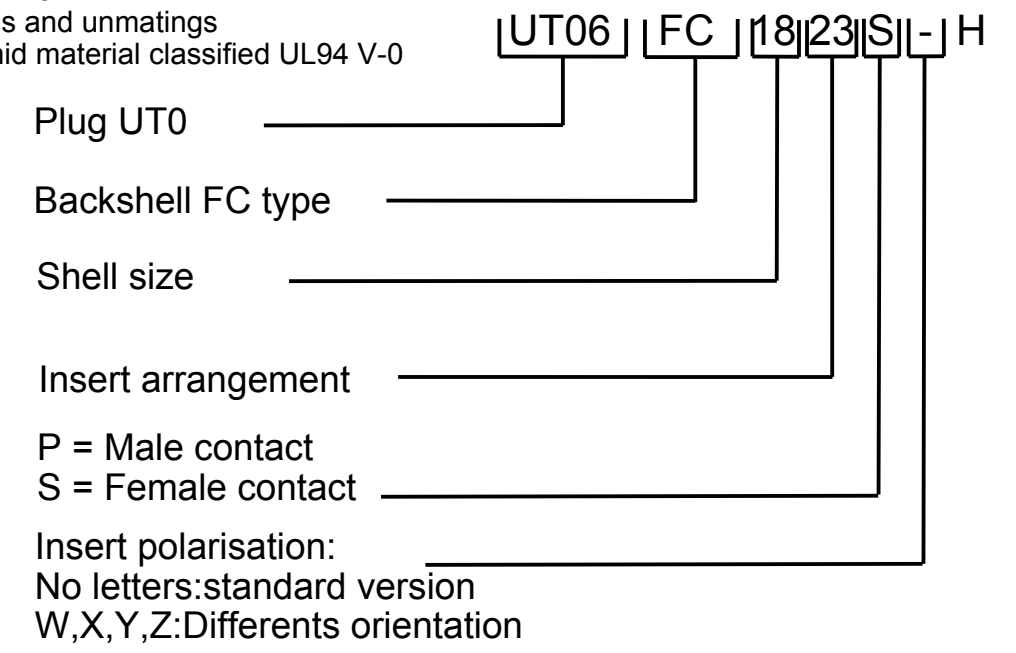 s and unmatings
material classified UL94 V-0
UT06 FC 18 23 S - H
Plug UT0
Backshell FC type
Shell size
Insert arrangement
P = Male contact
S = Female contact
Insert polarisation:
No letters:standard version
W,X,Y,Z:Differents orientation